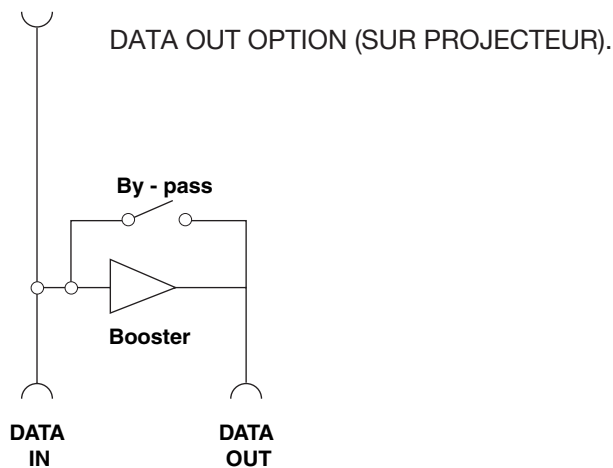 DATA OUT OPTION (SUR PROJECTEUR).
By - pass
Booster
DATA
IN
DATA
OUT